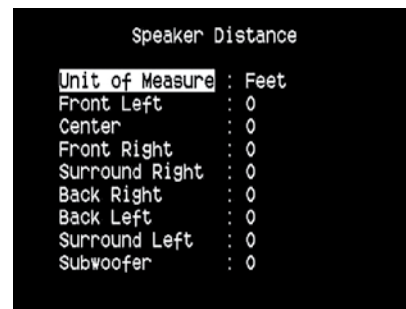 Speaker Distance
Unit of Measure : Feet
Front Left : 0
Center : 0
Front Right : 0
Surround Right : 0
Back Right : 0
Back Left : 0
Surround Left : 0
Subwoofer : 0